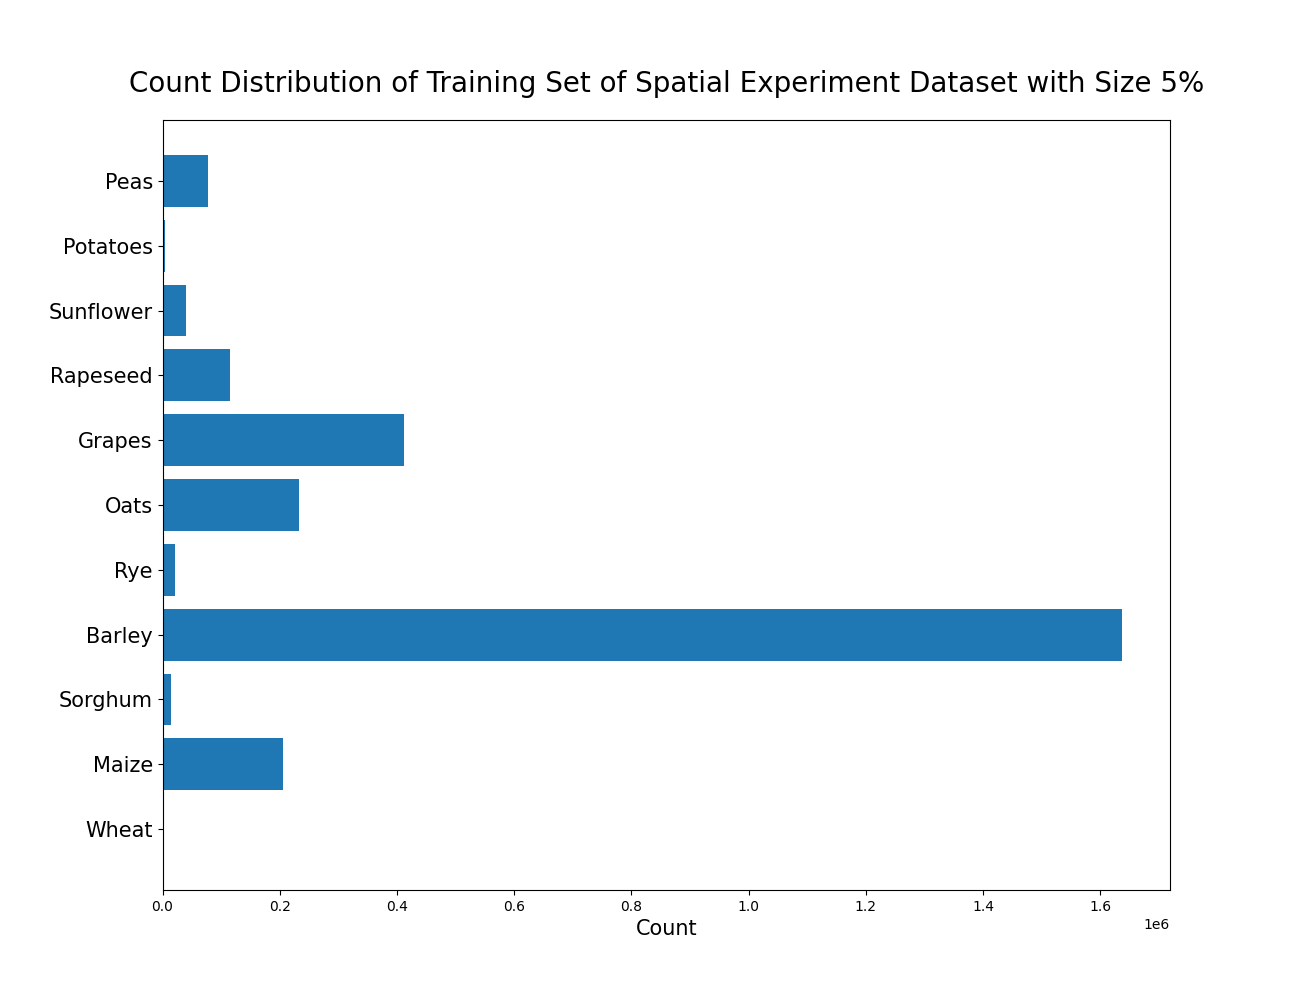 Count Distribution of Training Set of Spatial Experiment Dataset with Size 5%
Peas
Potatoes
Sunflower
Rapeseed
Grapes
Oats
Rye
Barley
Sorghum
Maize
Wheat
0.0 0.2 0.4 0.6 0.8 1.0 1.2 1.4 1.6
1e6
Count